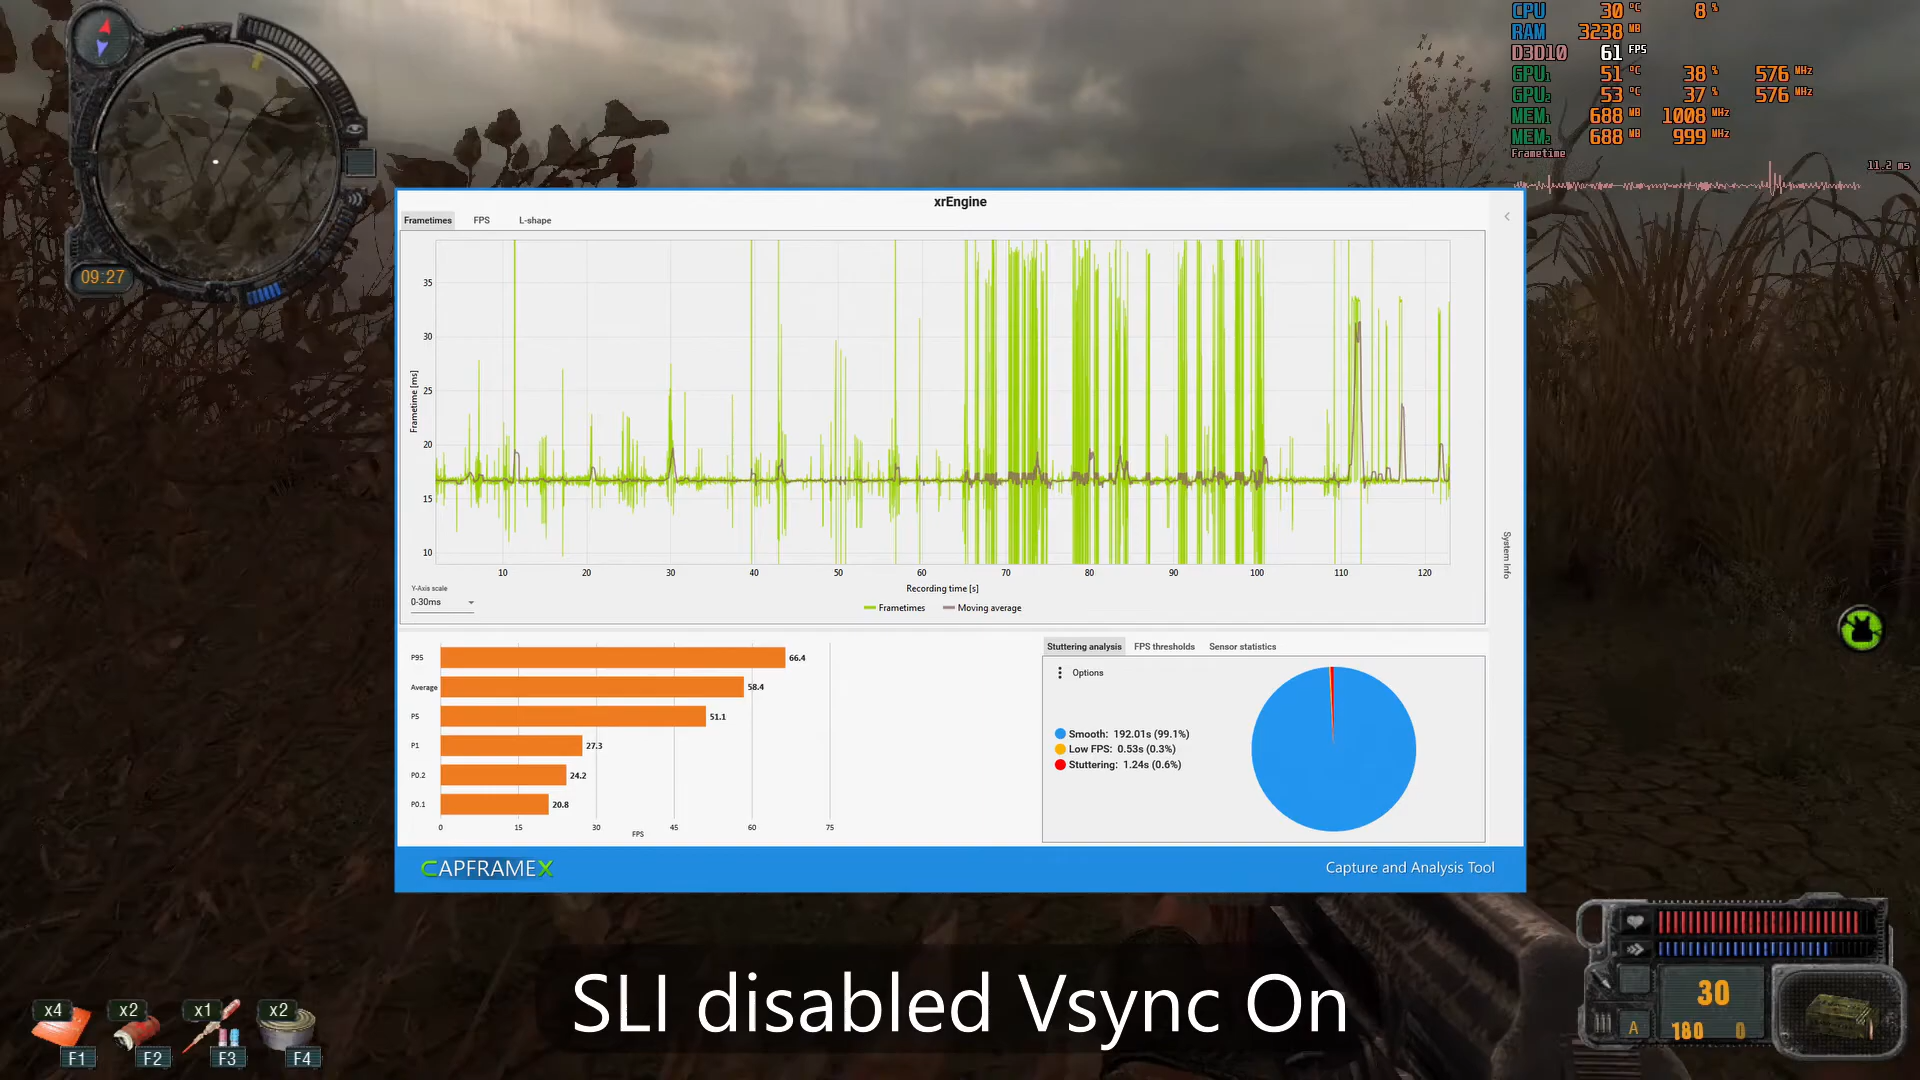 CPU 30 °C 8 %
RAM 3238 MB
D3D10 61 FPS
GPU1 51 °C 38 % 576 MHz
GPU2 53 °C 37 % 576 MHz
MEM1 688 MB 1008 MHz
MEM2 688 MB 999 MHz
Frametime
11.2 ms
09:27
xrEngine
Frametimes FPS L-shape
Frametime [ms]
35
30
25
20
15
10
10 20 30 40 50 60 70 80 90 100 110 120
Recording time [s]
Frametimes Moving average
Y-Axis scale
0-30ms
System Info
P95 66.4
Average 58.4
P5 51.1
P1 27.3
P0.2 24.2
P0.1 20.8
0 15 30 45 60 75
FPS
Stuttering analysis FPS thresholds Sensor statistics
Options
Smooth: 192.01s (99.1%)
Low FPS: 0.53s (0.3%)
Stuttering: 1.24s (0.6%)
CAPFRAMEX
Capture and Analysis Tool
SLI disabled Vsync On
x4 x2 x1 x2
F1 F2 F3 F4
30
A 180 0